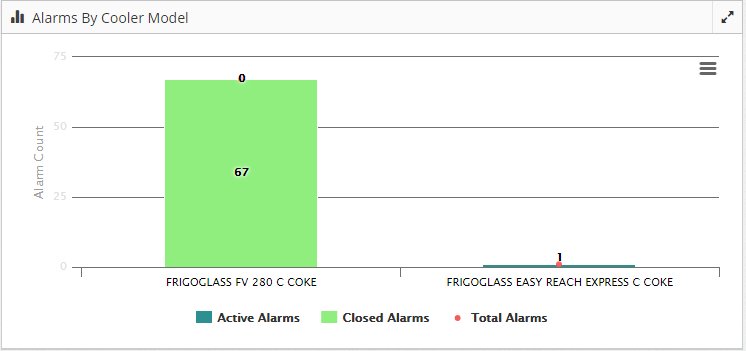 Alarms By Cooler Model
75
50
25
0
Alarm Count
0
67
1
FRIGOGLASS FV 280 C COKE
FRIGOGLASS EASY REACH EXPRESS C COKE
Active Alarms
Closed Alarms
Total Alarms